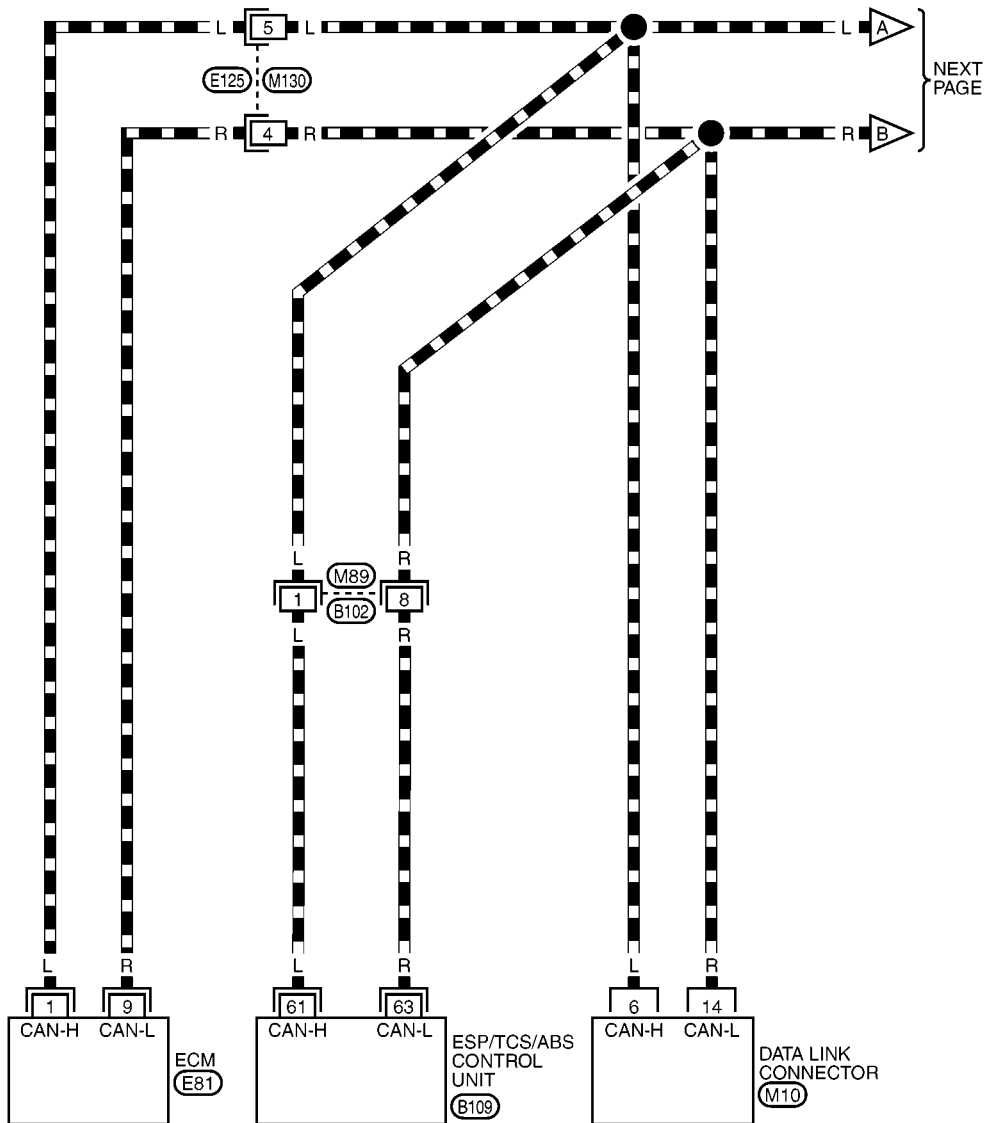 L 5 L L A
E125 M130
NEXT
PAGE
R 4 R R B
L R
M89
1 8
B102
L R
L R L R L R
1 9 61 63 6 14
CAN-H CAN-L CAN-H CAN-L CAN-H CAN-L
ECM
E81
ESP/TCS/ABS
CONTROL
UNIT
B109
DATA LINK
CONNECTOR
M10